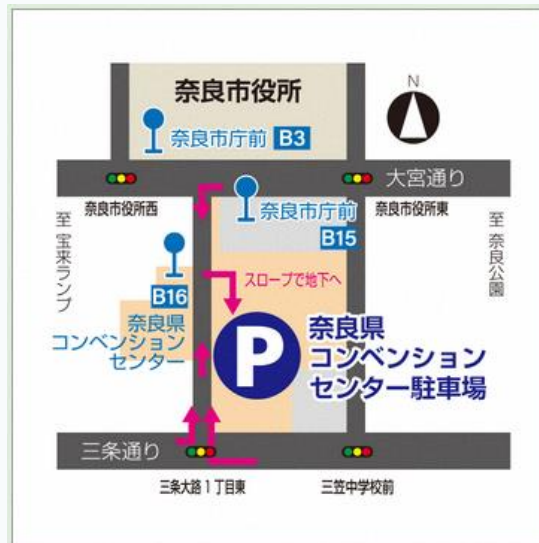 奈良市役所
N
奈良市庁前 B3
大宮通り
奈良市役所西
奈良市庁前
B15
奈良市役所東
至 宝来ランプ
至 奈良公園
B16
スロープで地下へ
奈良県
コンベンション
センター
P
奈良県
コンベンション
センター駐車場
三条通り
三条大路1丁目東
三笠中学校前